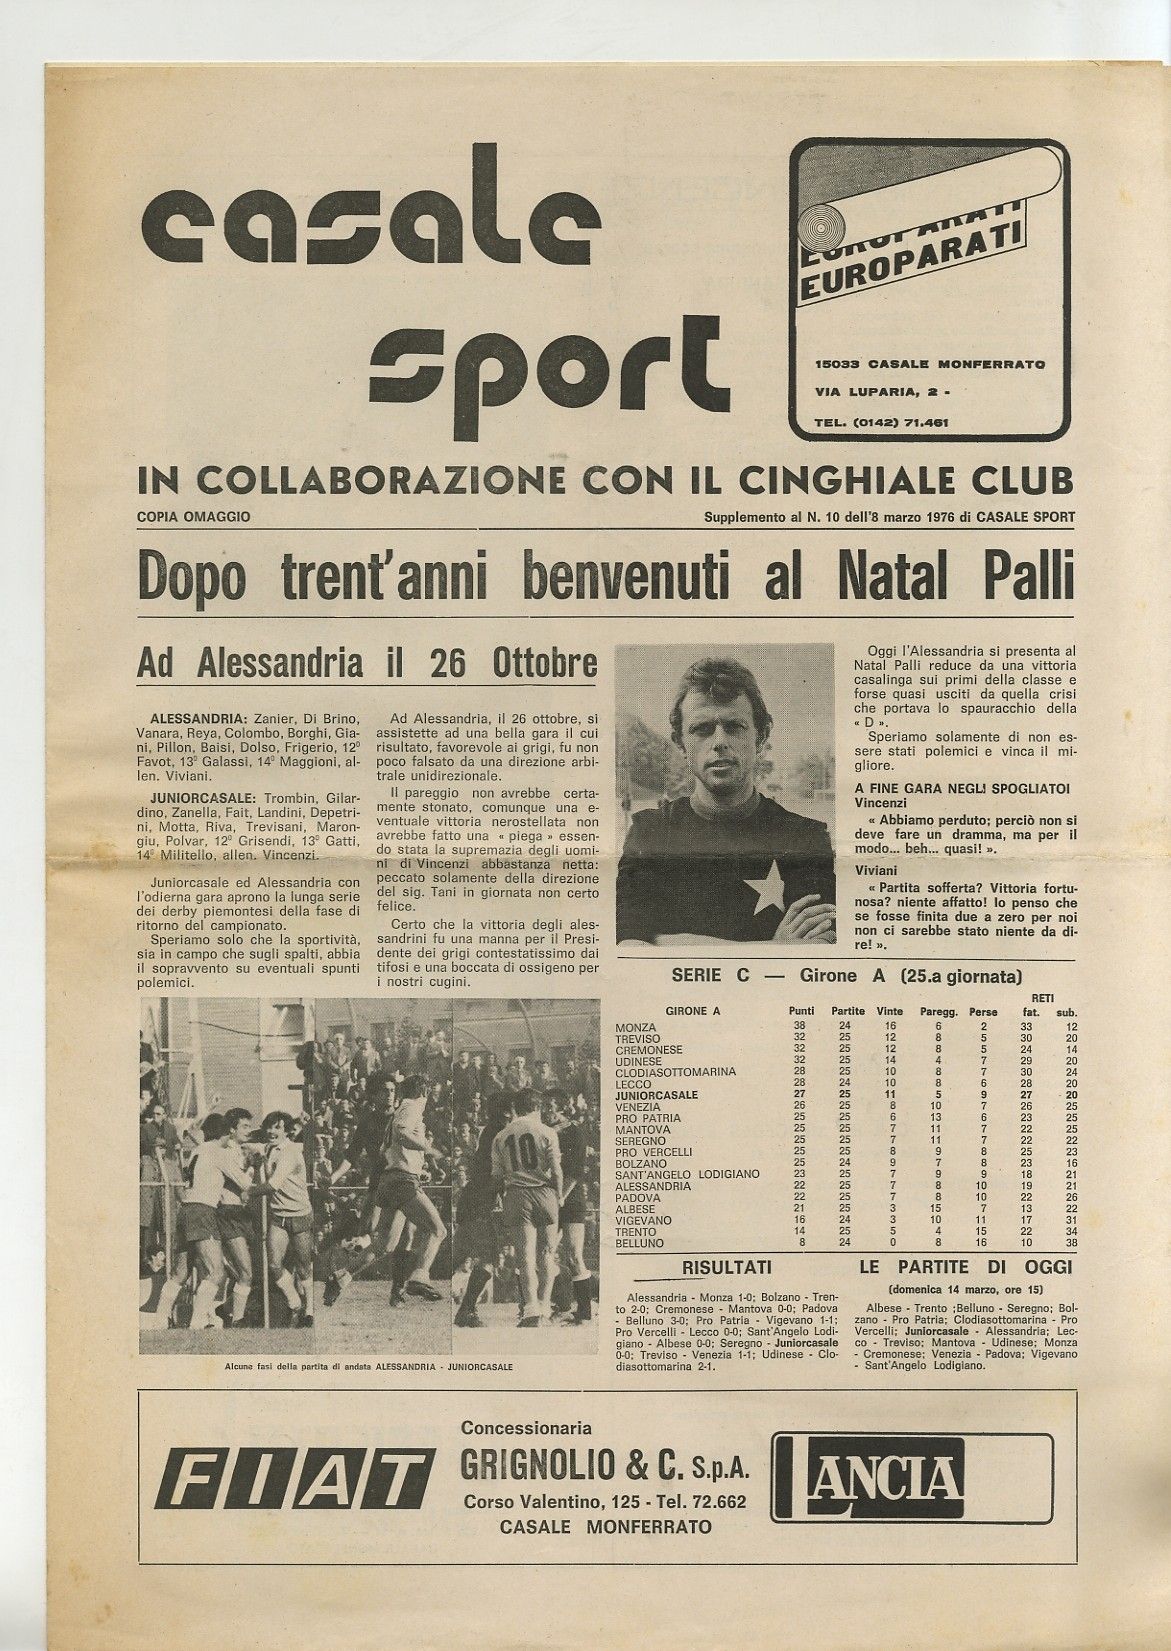 casale
sport
EUROPARATI
EUROPARATI
15033 CASALE MONFERRATO
VIA LUPARIA, 2 -
TEL. (0142) 71.461
IN COLLABORAZIONE CON IL CINGHIALE CLUB
COPIA OMAGGIO
Supplemento al N. 10 dell'8 marzo 1976 di CASALE SPORT
Dopo trent'anni benvenuti al Natal Palli
Ad Alessandria il 26 Ottobre
ALESSANDRIA: Zanier, Di Brino,
Vanara, Reya, Colombo, Borghi, Gia-
ni, Pillon, Baisi, Dolso, Frigerio, 12°
Favot, 13° Galassi, 14° Maggioni, al-
len. Viviani.
JUNIORCASALE: Trombin, Gilar-
dino, Zanella, Fait, Landini, Depetri-
ni, Motta, Riva, Trevisani, Maron-
giu, Polvar, 12° Grisendi, 13° Gatti,
14° Militello, allen. Vincenzi.
Juniorcasale ed Alessandria con
l'odierna gara aprono la lunga serie
dei derby piemontesi della fase di
ritorno del campionato.
Speriamo solo che la sportività,
sia in campo che sugli spalti, abbia
il sopravvento su eventuali spunti
polemici.
Ad Alessandria, il 26 ottobre, si
assistette ad una bella gara il cui
risultato, favorevole ai grigi, fu non
poco falsato da una direzione arbi-
trale unidirezionale.
Il pareggio non avrebbe certa-
mente stonato, comunque una e-
ventuale vittoria nerostellata non
avrebbe fatto una « piega » essen-
do stata la supremazia degli uomi-
ni di Vincenzi abbastanza netta:
peccato solamente della direzione
del sig. Tani in giornata non certo
felice.
Certo che la vittoria degli ales-
sandrini fu una manna per il Presi-
dente dei grigi contestatissimo dai
tifosi e una boccata di ossigeno per
i nostri cugini.
Oggi l'Alessandria si presenta al
Natal Palli reduce da una vittoria
casalinga sui primi della classe e
forse quasi usciti da quella crisi
che portava lo spauracchio della
« D ».
Speriamo solamente di non es-
sere stati polemici e vinca il mi-
gliore.
A FINE GARA NEGLI SPOGLIATOI
Vincenzi
« Abbiamo perduto; perciò non si
deve fare un dramma, ma per il
modo... beh... quasi! ».
Viviani
« Partita sofferta? Vittoria fortu-
nosa? niente affatto! Io penso che
se fosse finita due a zero per noi
non ci sarebbe stato niente da di-
re! ».
10
Alcune fasi della partita di andata ALESSANDRIA - JUNIORCASALE
SERIE C — Girone A (25.a giornata)
RETI
GIRONE A Punti Partite Vinte Paregg. Perse fat. sub.
MONZA 38 24 16 6 2 33 12
TREVISO 32 25 12 8 5 30 20
CREMONESE 32 25 12 8 5 24 14
UDINESE 32 25 14 4 7 29 20
CLODIASOTTOMARINA 28 25 10 8 7 30 24
LECCO 28 24 10 8 6 28 20
JUNIORCASALE 27 25 11 5 9 27 20
VENEZIA 26 25 8 10 7 26 25
PRO PATRIA 25 25 6 13 6 23 25
MANTOVA 25 25 7 11 7 22 25
SEREGNO 25 25 7 11 7 22 22
PRO VERCELLI 25 25 8 9 8 25 23
BOLZANO 25 24 9 7 8 23 16
SANT'ANGELO LODIGIANO 23 25 7 9 9 18 21
ALESSANDRIA 22 25 7 8 10 19 21
PADOVA 22 25 7 8 10 22 26
ALBESE 21 25 3 15 7 13 22
VIGEVANO 16 24 3 10 11 17 31
TRENTO 14 25 5 4 15 22 34
BELLUNO 8 24 0 8 16 10 38
RISULTATI
Alessandria - Monza 1-0; Bolzano - Tren-
to 2-0; Cremonese - Mantova 0-0; Padova
- Belluno 3-0; Pro Patria - Vigevano 1-1;
Pro Vercelli - Lecco 0-0; Sant'Angelo Lodi-
giano - Albese 0-0; Seregno - Juniorcasale
0-0; Treviso - Venezia 1-1; Udinese - Clo-
diasottomarina 2-1.
LE PARTITE DI OGGI
(domenica 14 marzo, ore 15)
Albese - Trento ;Belluno - Seregno; Bol-
zano - Pro Patria; Clodiasottomarina - Pro
Vercelli; Juniorcasale - Alessandria; Lec-
co - Treviso; Mantova - Udinese; Monza
- Cremonese; Venezia - Padova; Vigevano
- Sant'Angelo Lodigiano.
FIAT
Concessionaria
GRIGNOLIO & C. S.p.A.
Corso Valentino, 125 - Tel. 72.662
CASALE MONFERRATO
LANCIA